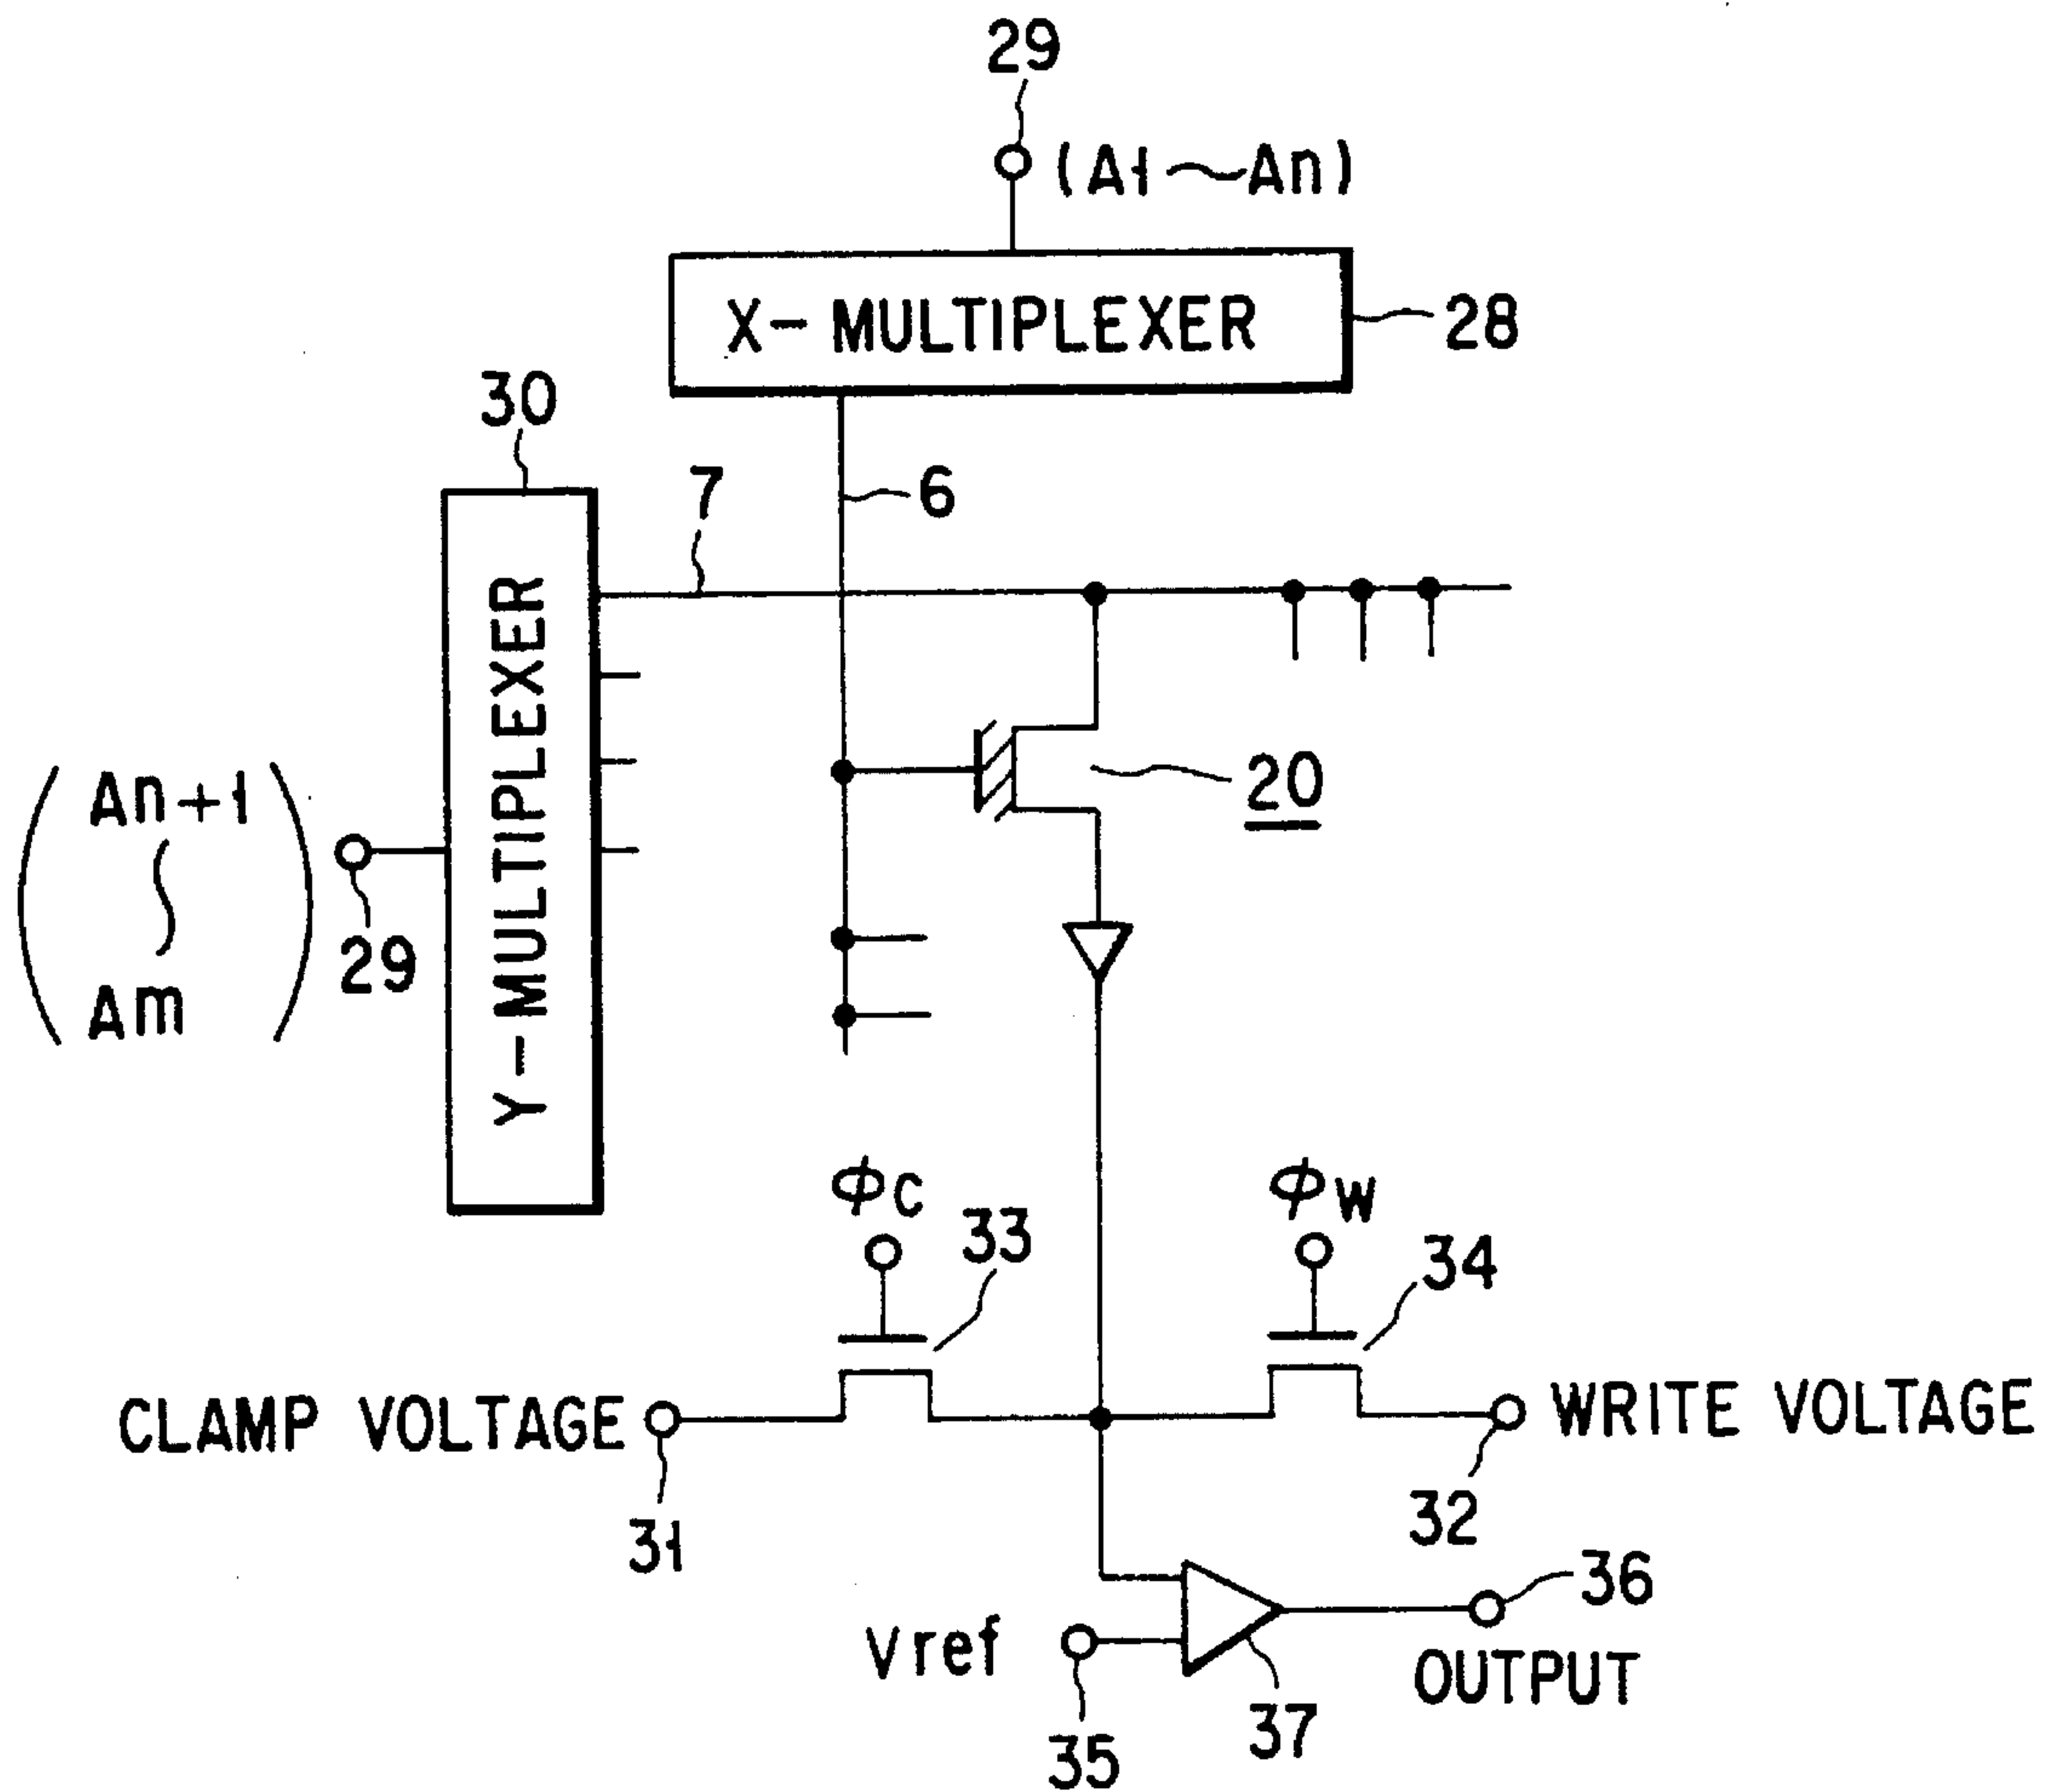 29
(A1～An)
X-MULTIPLEXER
28
30
7
6
Y-MULTIPLEXER
20
An+1
～
Am
29
ΦC
33
ΦW
34
CLAMP VOLTAGE
WRITE VOLTAGE
31
32
36
Vref
OUTPUT
35
37